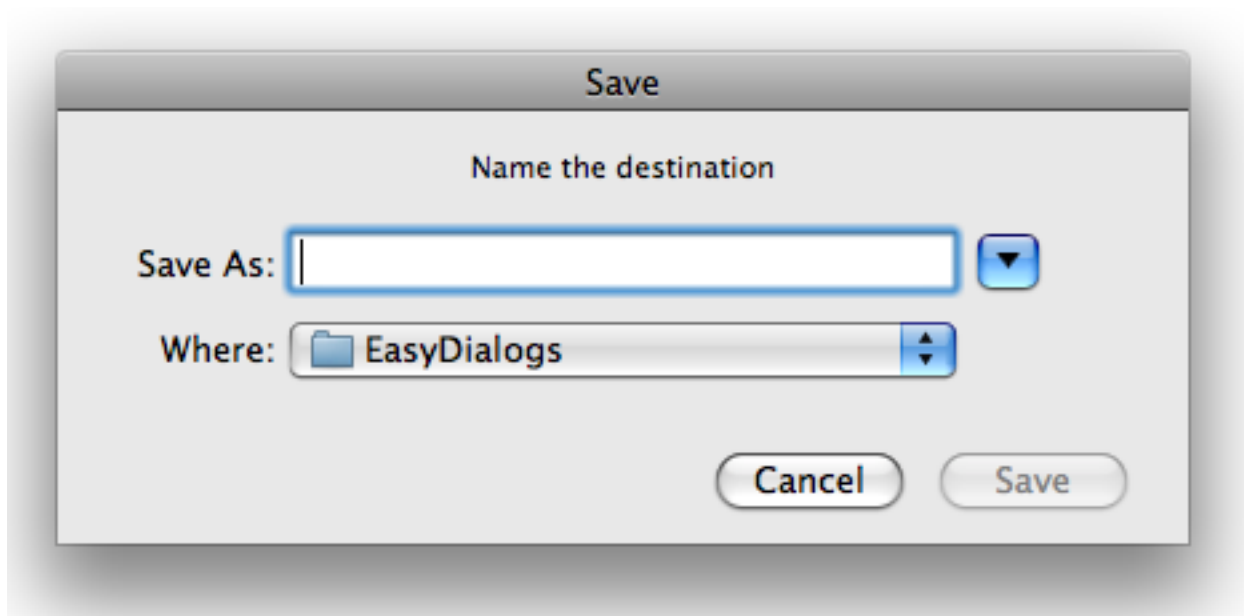 Save
Name the destination
Save As:
Where: EasyDialogs
Cancel Save